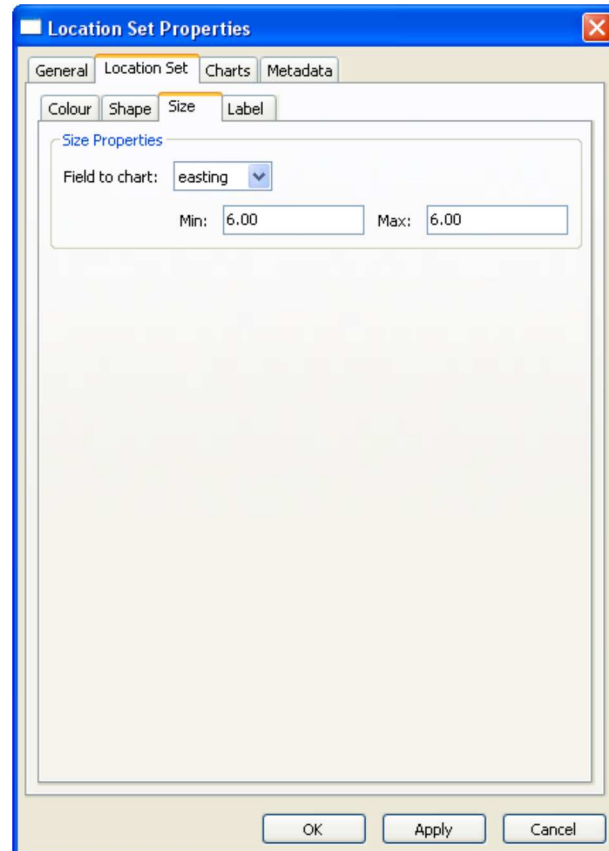 Location Set Properties
General Location Set Charts Metadata
Colour Shape Size Label
Size Properties
Field to chart: easting
Min: 6.00 Max: 6.00
OK Apply Cancel